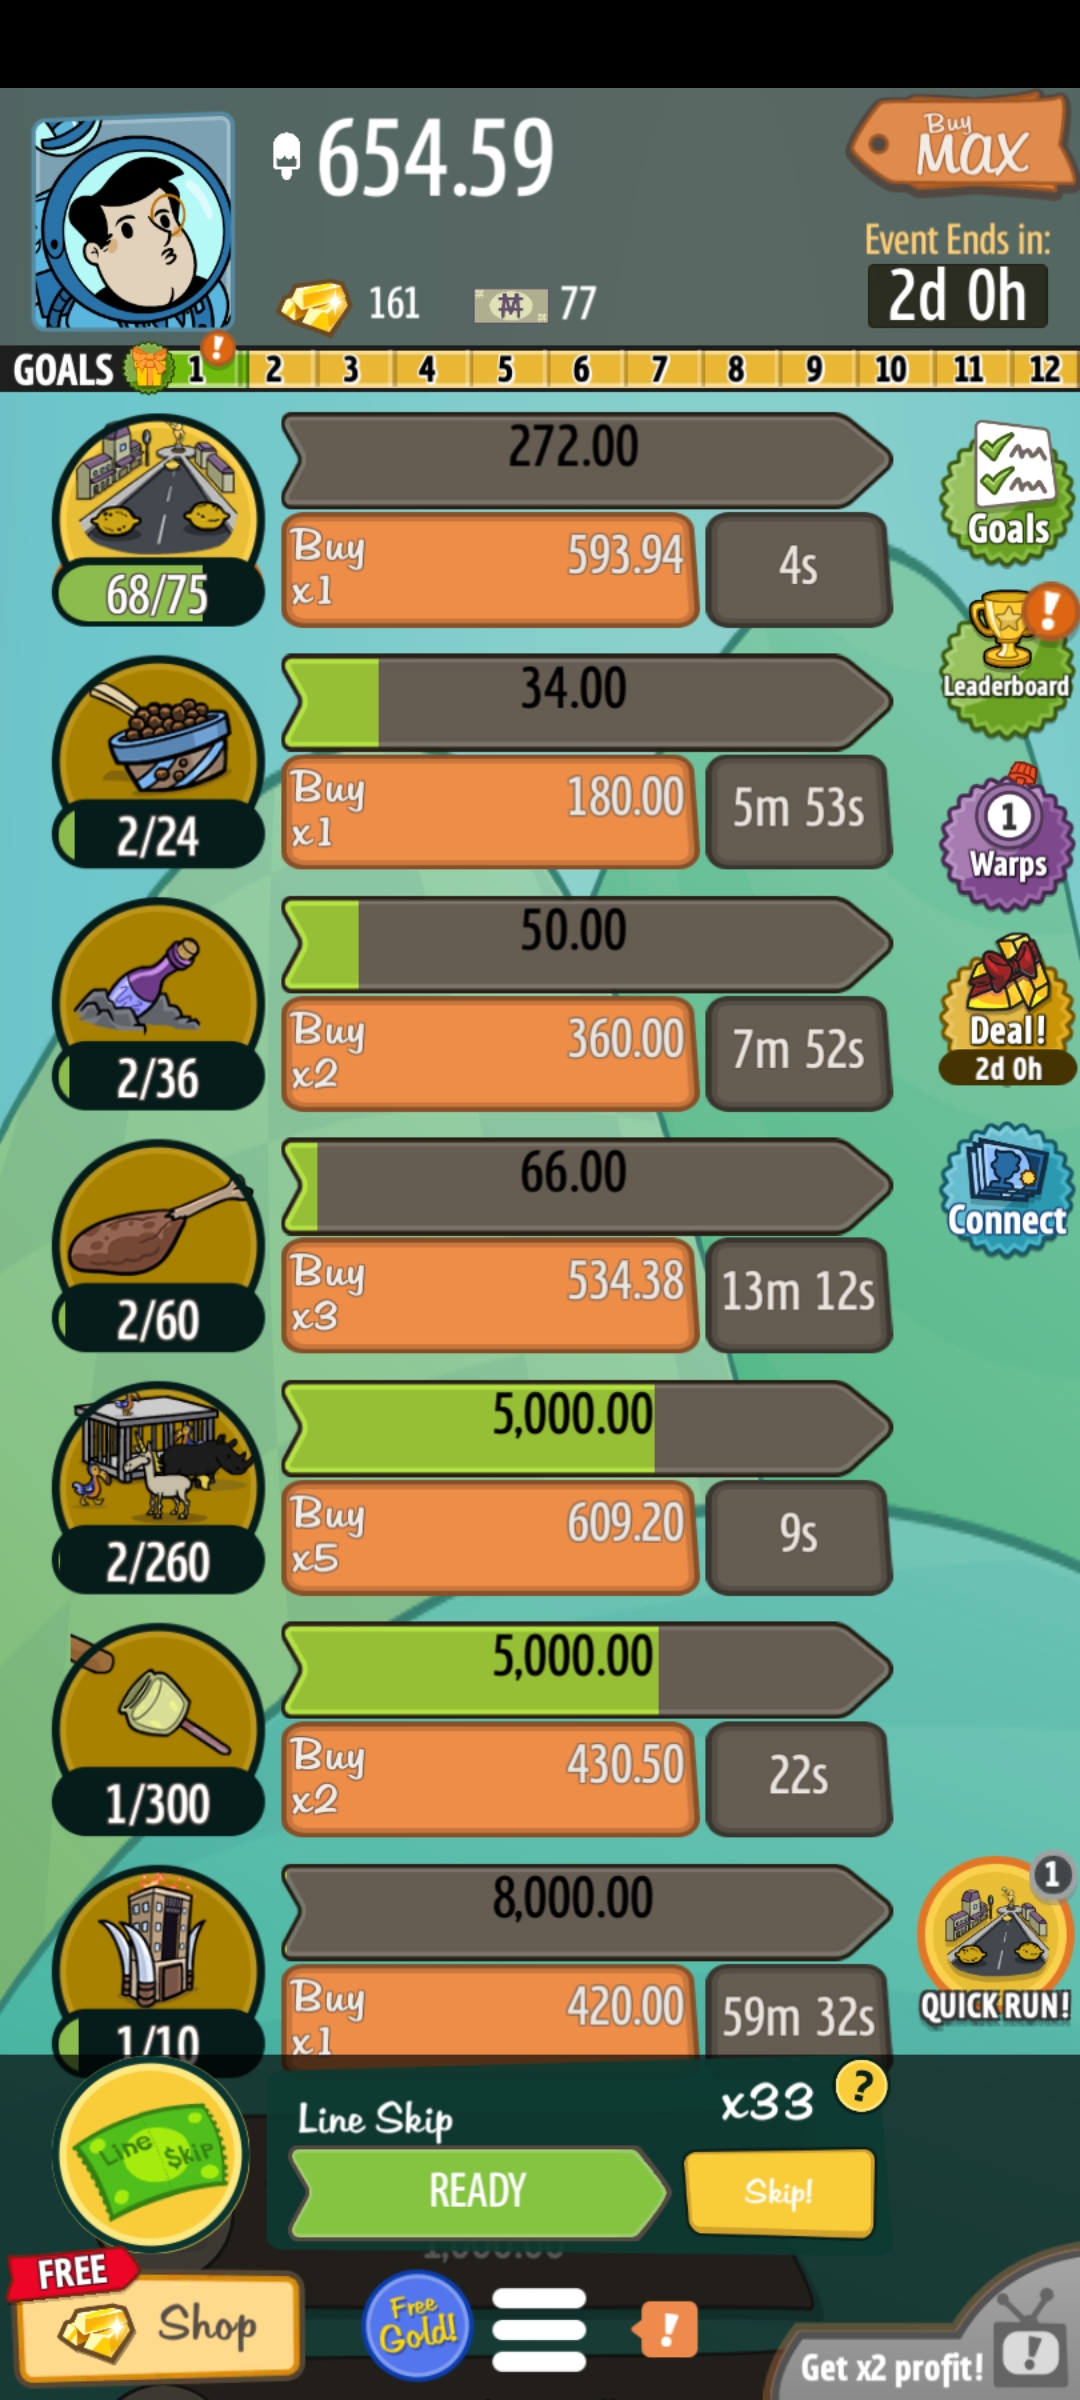 654.59
Buy
MAX
Event Ends in:
2d 0h
161
77
GOALS 1 ! 2 3 4 5 6 7 8 9 10 11 12
272.00
Buy
x1
593.94
4s
68/75
Goals
34.00
Buy
x1
180.00
5m 53s
2/24
!
Leaderboard
50.00
Buy
x2
360.00
7m 52s
2/36
1
Warps
66.00
Buy
x3
534.38
13m 12s
2/60
Deal!
2d 0h
Connect
5,000.00
Buy
x5
609.20
9s
2/260
5,000.00
Buy
x2
430.50
22s
1/300
8,000.00
Buy
x1
420.00
59m 32s
1/10
1
QUICK RUN!
Line Skip
x33
?
Line $kip
READY
Skip!
1,000.00
FREE
Shop
Free
Gold!
!
Get x2 profit!
!